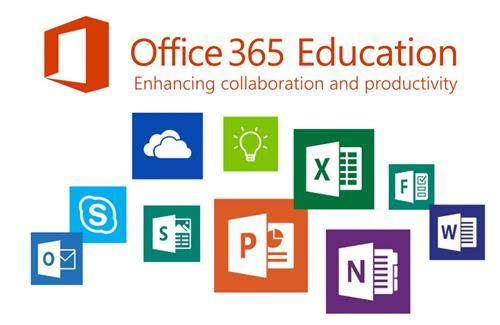 Office 365 Education
Enhancing collaboration and productivity
X
F
S
S
P
W
O
N